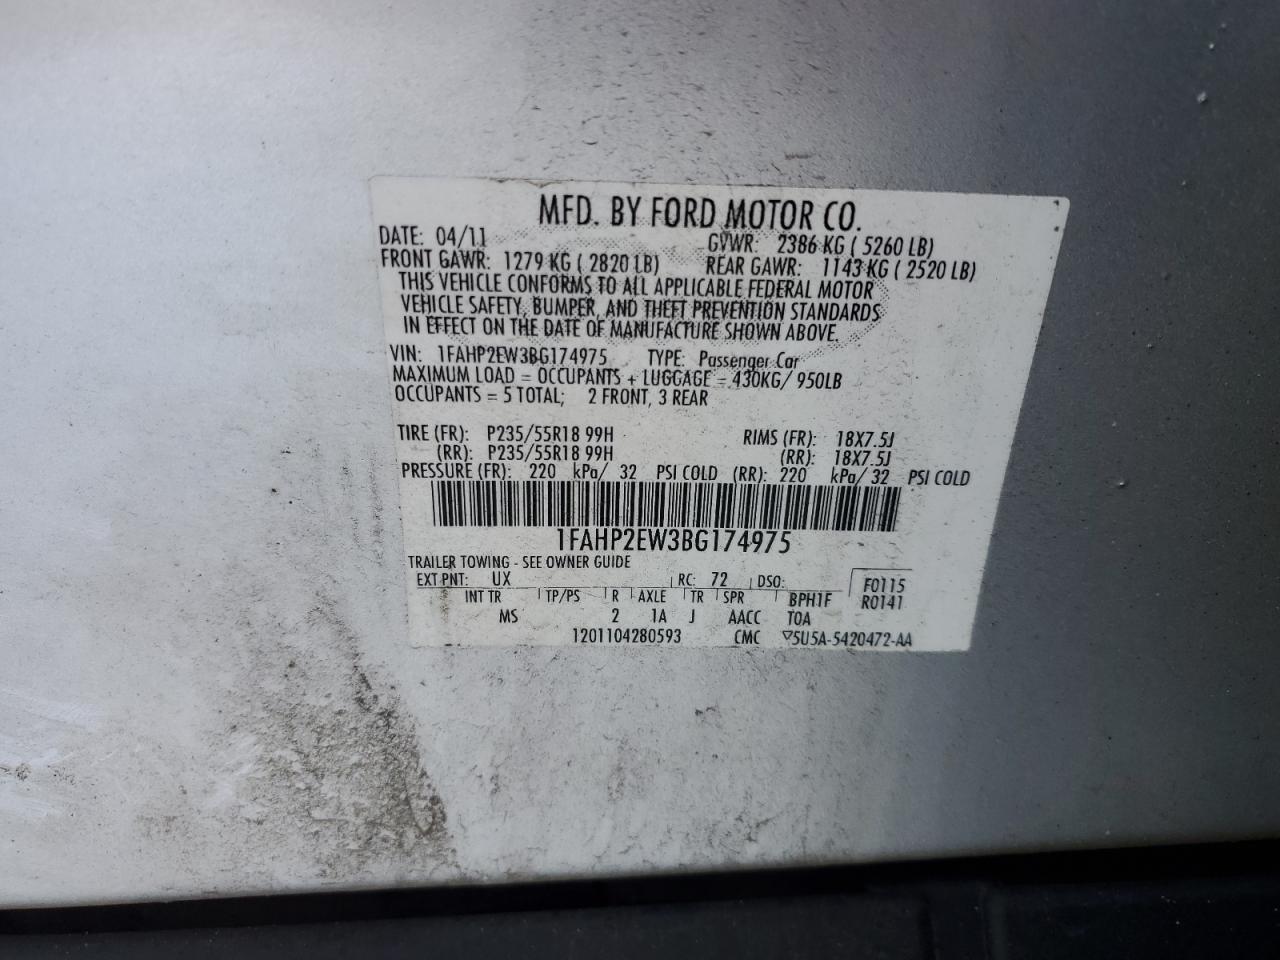 MFD. BY FORD MOTOR CO.
DATE: 04/11 GVWR: 2386 KG ( 5260 LB)
FRONT GAWR: 1279 KG ( 2820 LB) REAR GAWR: 1143 KG ( 2520 LB)
THIS VEHICLE CONFORMS TO ALL APPLICABLE FEDERAL MOTOR
VEHICLE SAFETY, BUMPER, AND THEFT PREVENTION STANDARDS
IN EFFECT ON THE DATE OF MANUFACTURE SHOWN ABOVE.
VIN: 1FAHP2EW3BG174975 TYPE: Passenger Car
MAXIMUM LOAD = OCCUPANTS + LUGGAGE = 430KG/ 950LB
OCCUPANTS = 5 TOTAL; 2 FRONT, 3 REAR
TIRE (FR): P235/55R18 99H RIMS (FR): 18X7.5J
(RR): P235/55R18 99H (RR): 18X7.5J
PRESSURE (FR): 220 kPa/ 32 PSI COLD (RR): 220 kPa/ 32 PSI COLD
1FAHP2EW3BG174975
TRAILER TOWING - SEE OWNER GUIDE
EXT PNT: UX RC: 72 DSO: F0115
INT TR TP/PS R AXLE TR SPR BPH1F R0141
MS 2 1A J AACC TOA
1201104280593 CMC ▽5U5A-5420472-AA